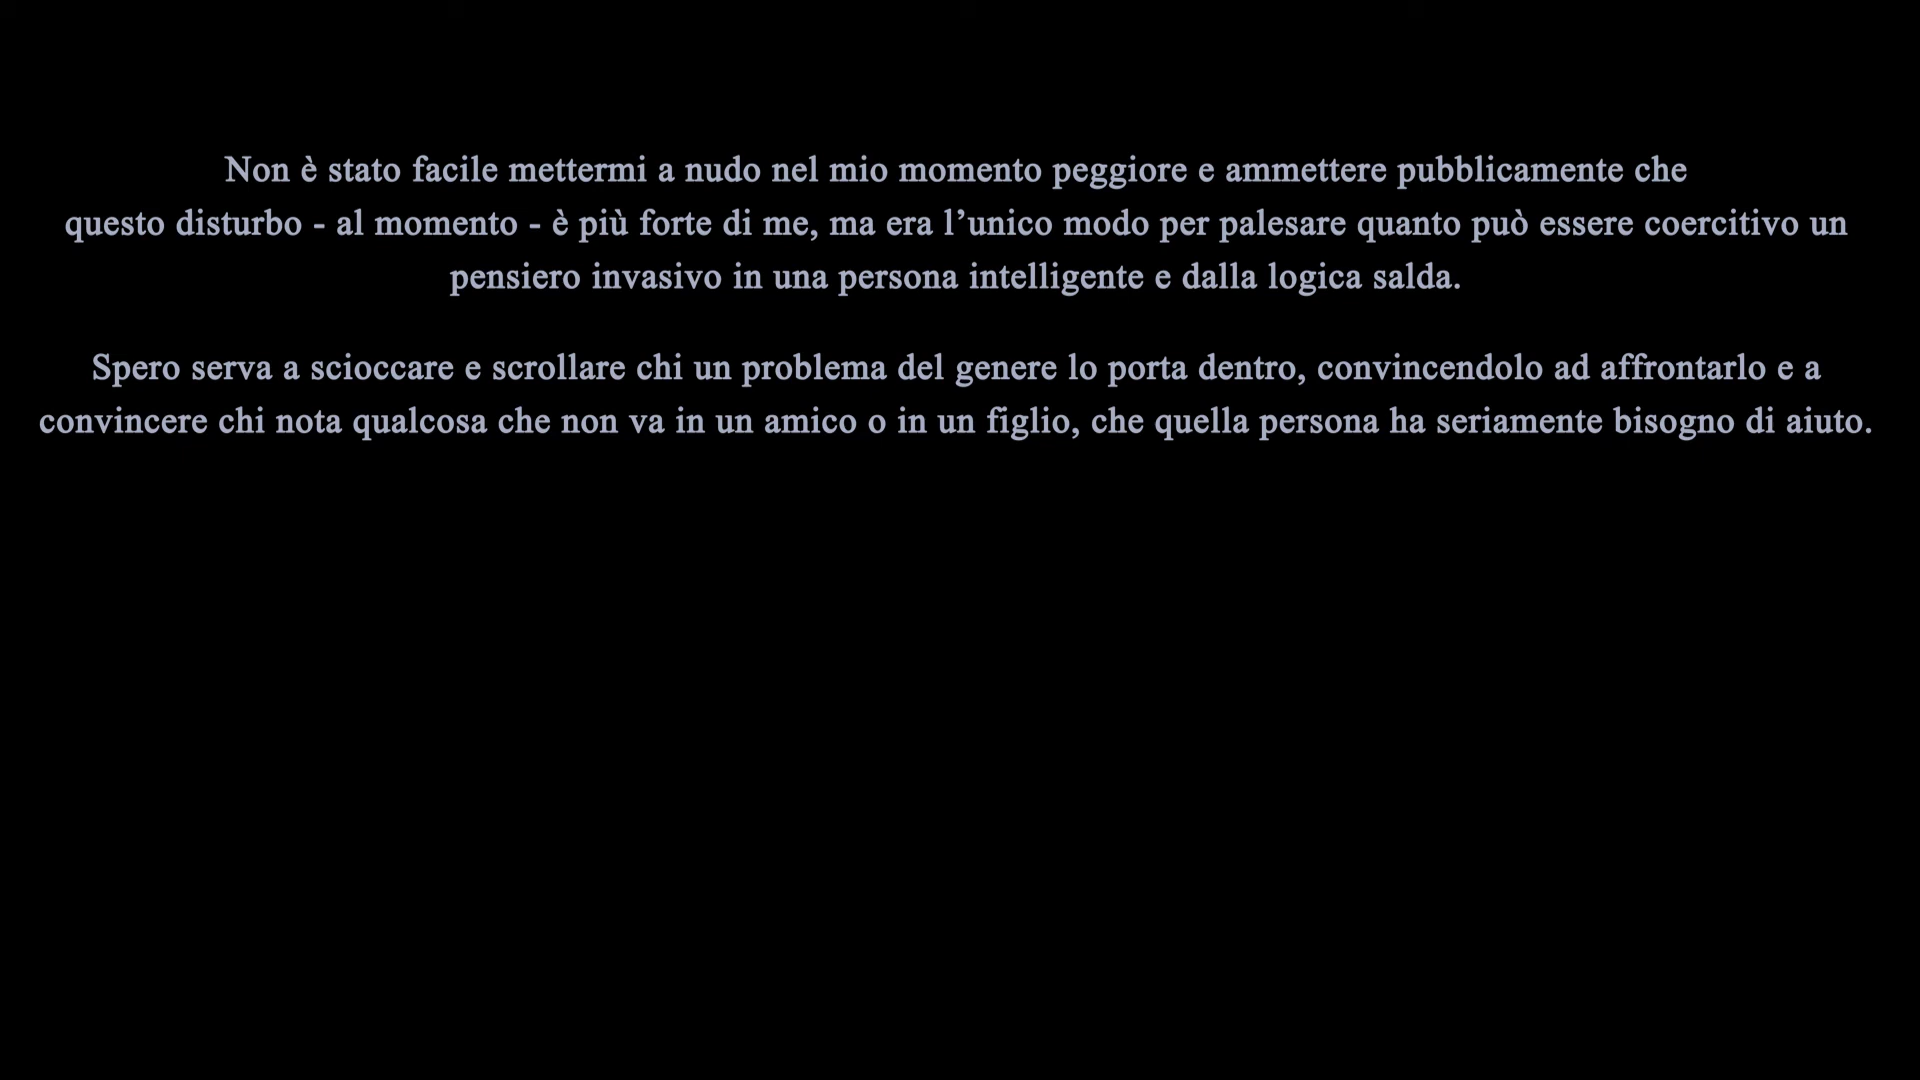 Non è stato facile mettermi a nudo nel mio momento peggiore e ammettere pubblicamente che
questo disturbo - al momento - è più forte di me, ma era l’unico modo per palesare quanto può essere coercitivo un
pensiero invasivo in una persona intelligente e dalla logica salda.
Spero serva a scioccare e scrollare chi un problema del genere lo porta dentro, convincendolo ad affrontarlo e a
convincere chi nota qualcosa che non va in un amico o in un figlio, che quella persona ha seriamente bisogno di aiuto.